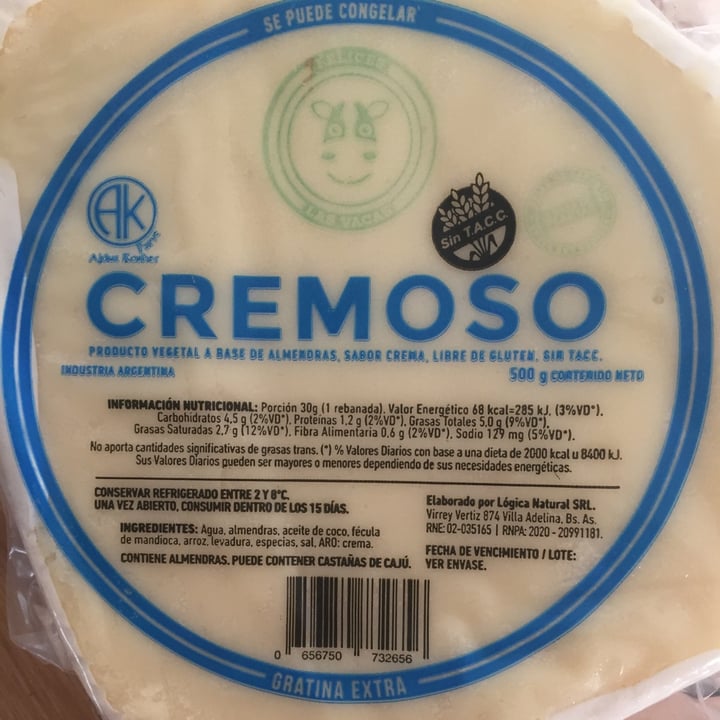 SE PUEDE CONGELAR
FELICES
LAS VACAS
AK
Parve
Ajdut Kosher
Sin T.A.C.C.
CREMOSO
PRODUCTO VEGETAL A BASE DE ALMENDRAS, SABOR CREMA, LIBRE DE GLUTEN, SIN TACC.
INDUSTRIA ARGENTINA
500 g CONTENIDO NETO
INFORMACIÓN NUTRICIONAL: Porción 30g (1 rebanada). Valor Energético 68 kcal=285 kJ. (3%VD*).
Carbohidratos 4,5 g (2%VD*). Proteínas 1,2 g (2%VD*). Grasas Totales 5,0 g (9%VD*).
Grasas Saturadas 2,7 g (12%VD*). Fibra Alimentaria 0,6 g (2%VD*). Sodio 129 mg (5%VD*).
No aporta cantidades significativas de grasas trans. (*) % Valores Diarios con base a una dieta de 2000 kcal u 8400 kJ.
Sus Valores Diarios pueden ser mayores o menores dependiendo de sus necesidades energéticas.
CONSERVAR REFRIGERADO ENTRE 2 Y 8°C.
UNA VEZ ABIERTO, CONSUMIR DENTRO DE LOS 15 DÍAS.
INGREDIENTES: Agua, almendras, aceite de coco, fécula
de mandioca, arroz, levadura, especias, sal, ARO: crema.
CONTIENE ALMENDRAS. PUEDE CONTENER CASTAÑAS DE CAJÚ.
Elaborado por Lógica Natural SRL.
Virrey Vertiz 874 Villa Adelina, Bs. As.
RNE: 02-035165 | RNPA: 2020 - 20991181.
FECHA DE VENCIMIENTO / LOTE:
VER ENVASE.
0 656750 732656
GRATINA EXTRA